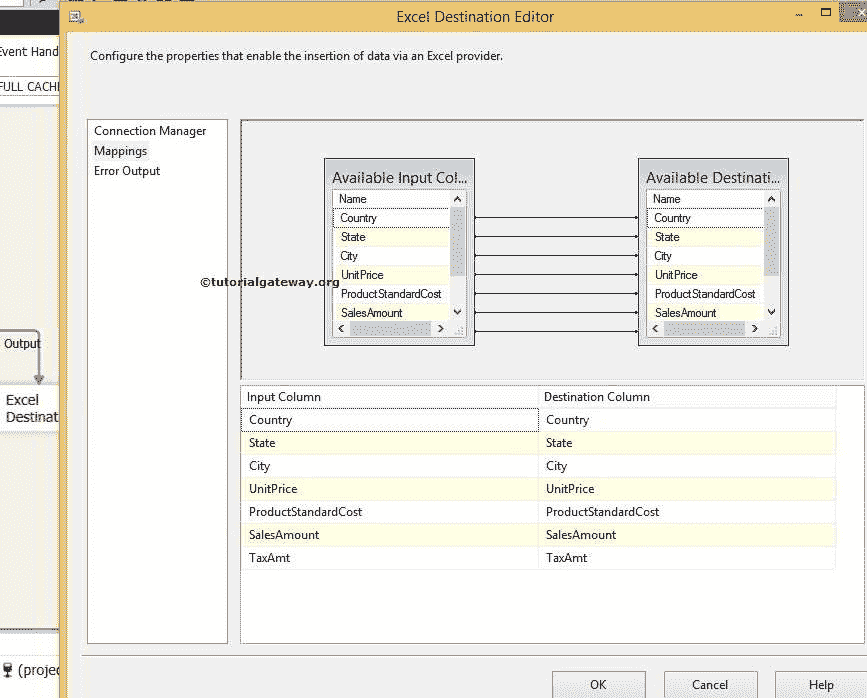 Excel Destination Editor
Event Hand
FULL CACH
Configure the properties that enable the insertion of data via an Excel provider.
Connection Manager
Mappings
Error Output
Available Input Col...
Name
Country
State
City
UnitPrice
ProductStandardCost
SalesAmount
Available Destinati...
Name
Country
State
City
UnitPrice
ProductStandardCost
SalesAmount
©tutorialgateway.org
Output
Excel
Destinat
Input Column Destination Column
Country Country
State State
City City
UnitPrice UnitPrice
ProductStandardCost ProductStandardCost
SalesAmount SalesAmount
TaxAmt TaxAmt
(projec
OK Cancel Help